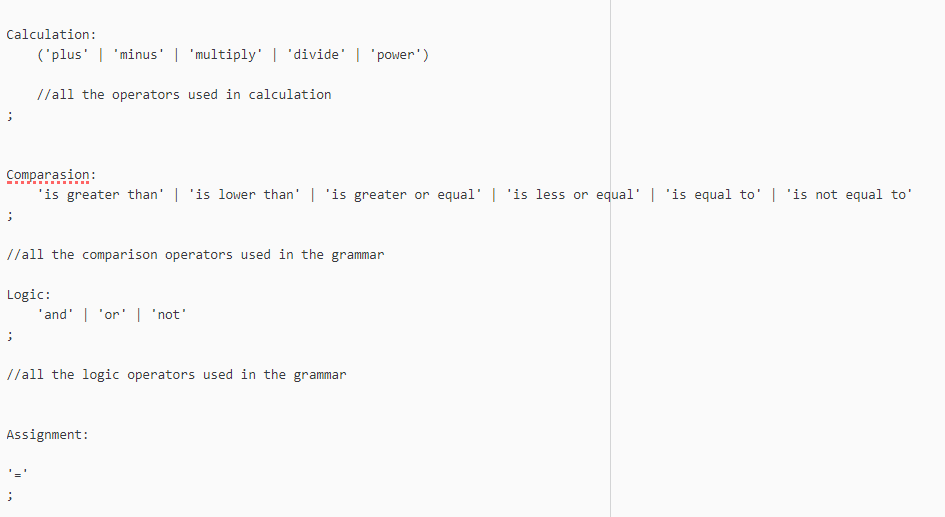 Calculation:
('plus' | 'minus' | 'multiply' | 'divide' | 'power')
//all the operators used in calculation
;
Comparasion:
'is greater than' | 'is lower than' | 'is greater or equal' | 'is less or equal' | 'is equal to' | 'is not equal to'
;
//all the comparison operators used in the grammar
Logic:
'and' | 'or' | 'not'
;
//all the logic operators used in the grammar
Assignment:
'='
;